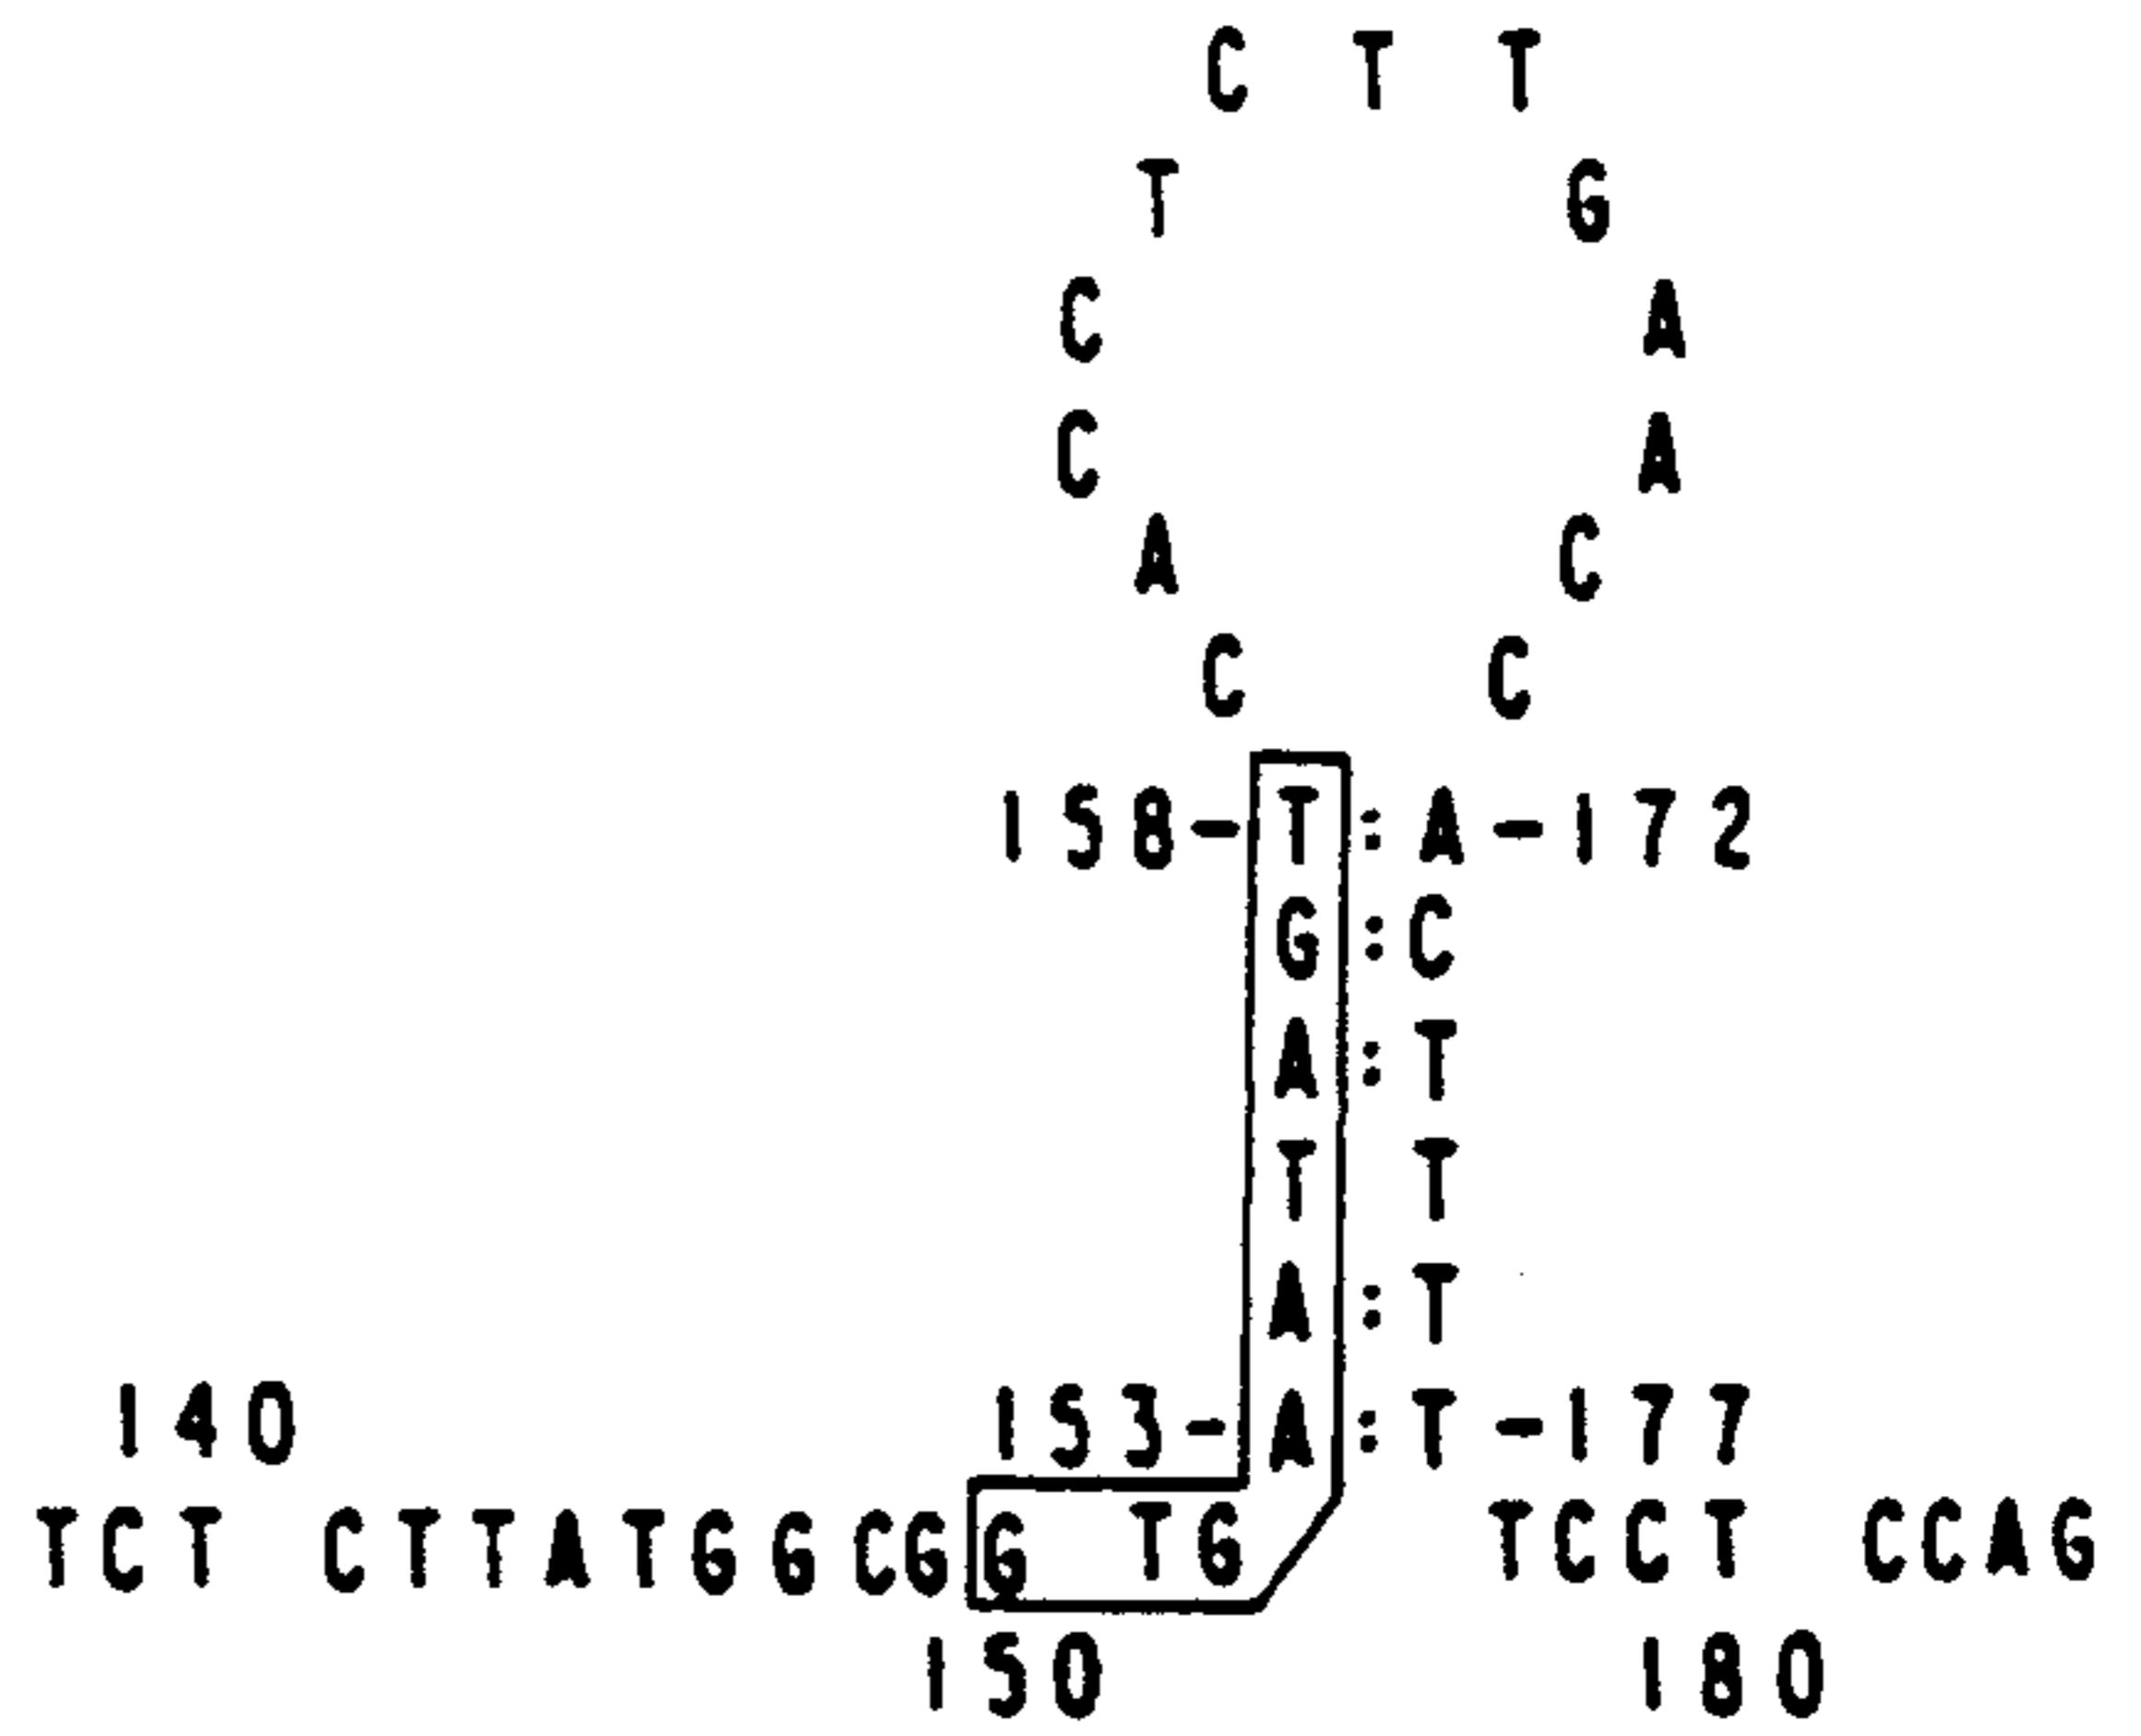 C T T
T G
C A
C A
A C
C C
158-T:A-172
G:C
A:T
T T
A:T
140 153-A:T-177
TCT CTTATGGCGG TG TCCT CCAG
150 180